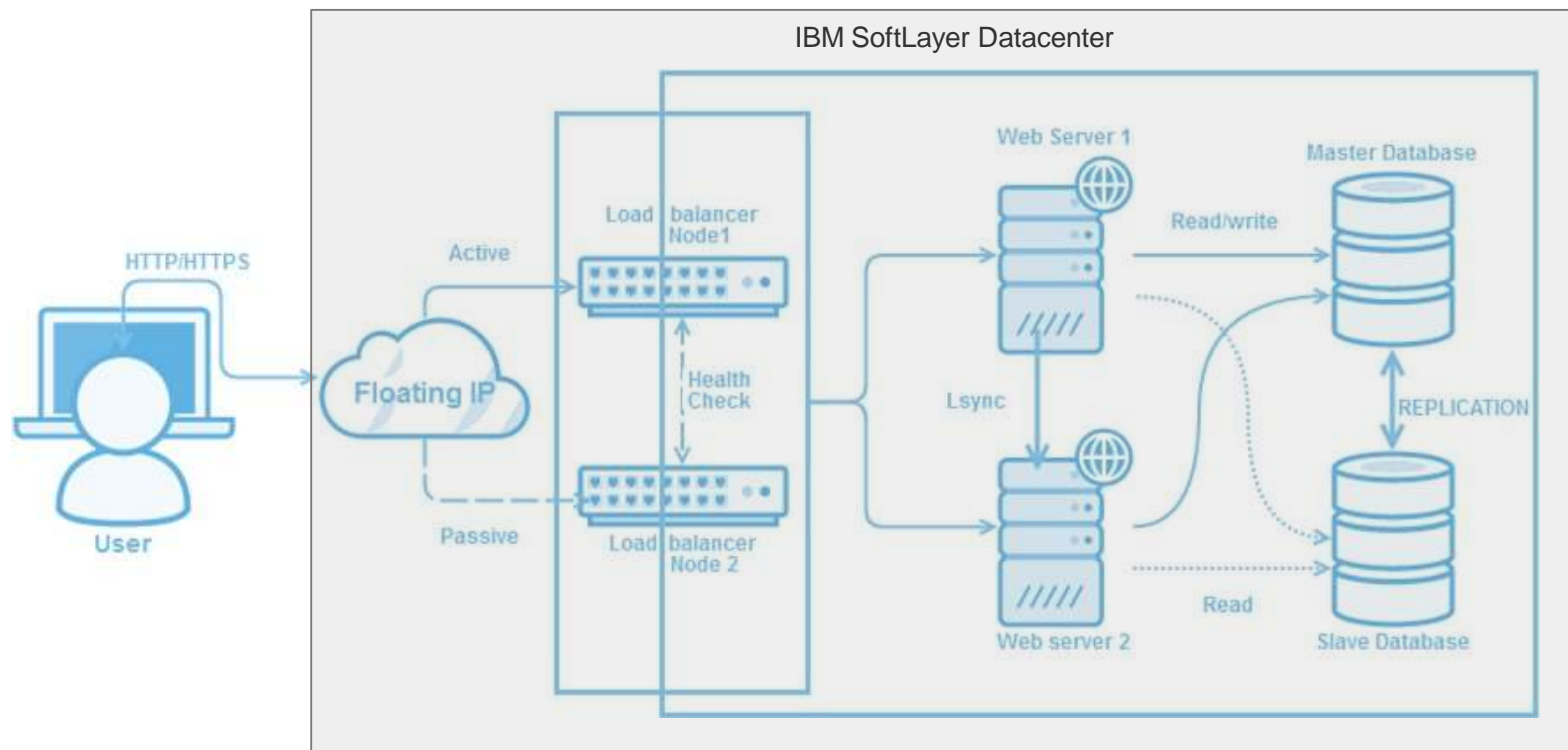 IBM SoftLayer Datacenter
HTTP/HTTPS
User
Floating IP
Active
Passive
Load balancer
Node1
Health
Check
Load balancer
Node 2
Web Server 1
Lsync
Web server 2
Read/write
Read
Master Database
REPLICATION
Slave Database